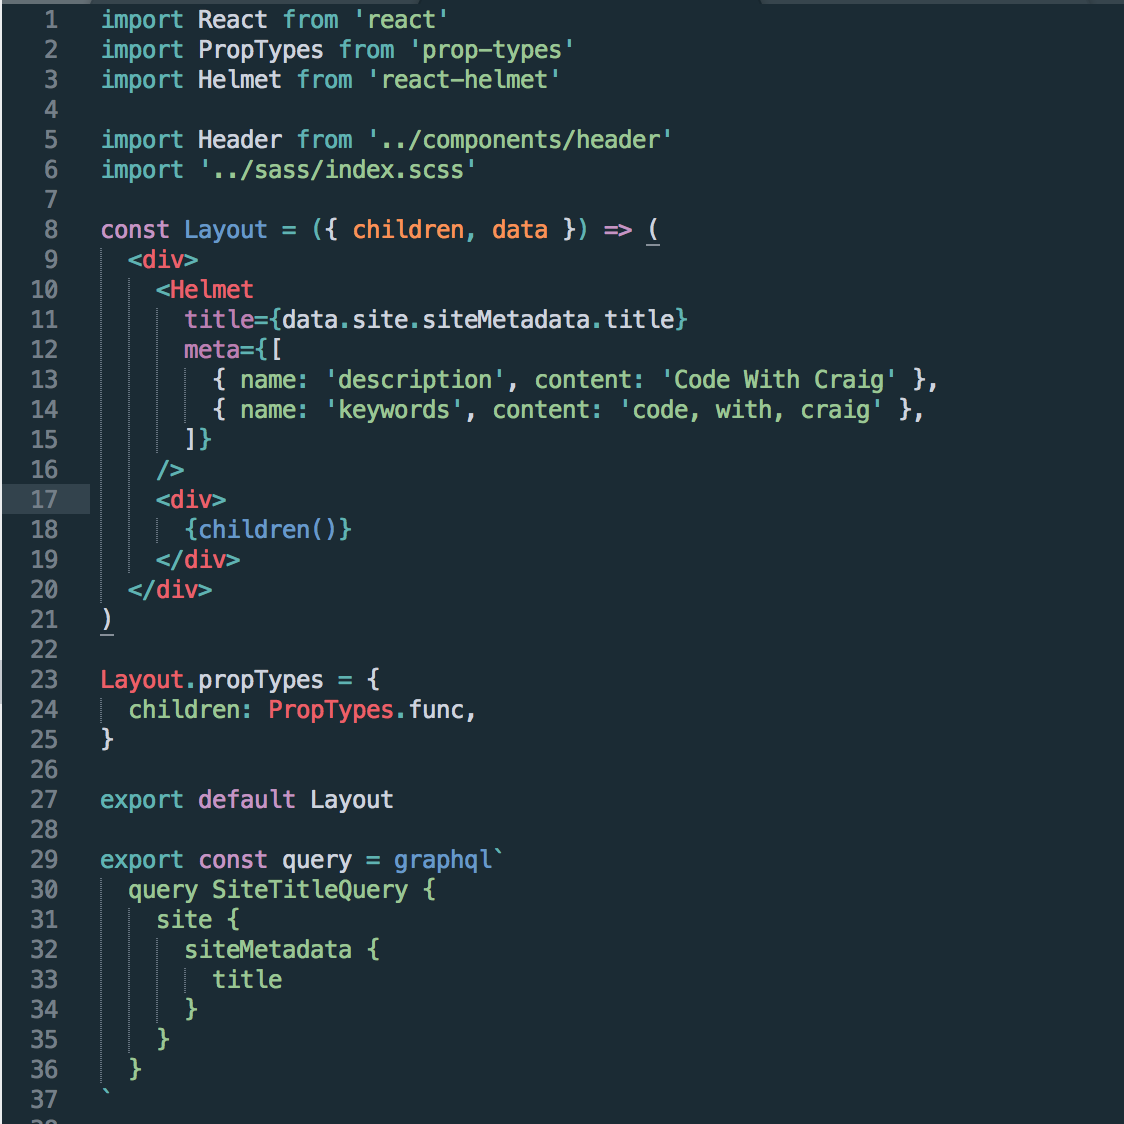 1 import React from 'react'
2 import PropTypes from 'prop-types'
3 import Helmet from 'react-helmet'
4
5 import Header from '../components/header'
6 import '../sass/index.scss'
7
8 const Layout = ({ children, data }) => (
9   <div>
10     <Helmet
11       title={data.site.siteMetadata.title}
12       meta={[
13         { name: 'description', content: 'Code With Craig' },
14         { name: 'keywords', content: 'code, with, craig' },
15       ]}
16     />
17     <div>
18       {children()}
19     </div>
20   </div>
21 )
22
23 Layout.propTypes = {
24   children: PropTypes.func,
25 }
26
27 export default Layout
28
29 export const query = graphql`
30   query SiteTitleQuery {
31     site {
32       siteMetadata {
33         title
34       }
35     }
36   }
37 `